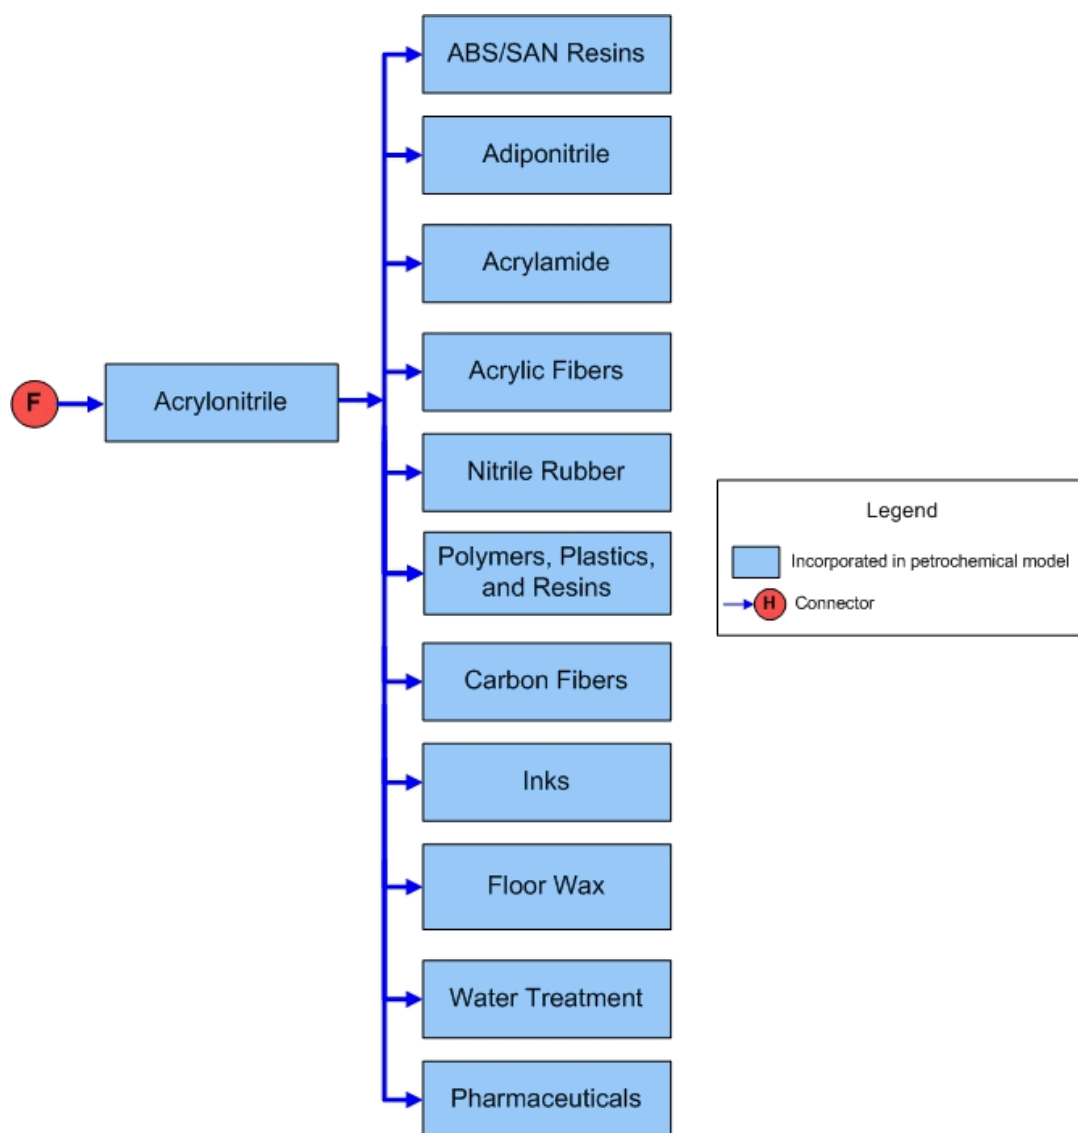 ABS/SAN Resins
Adiponitrile
Acrylamide
Acrylic Fibers
F
Acrylonitrile
Nitrile Rubber
Polymers, Plastics,
and Resins
Carbon Fibers
Inks
Floor Wax
Water Treatment
Pharmaceuticals
Legend
Incorporated in petrochemical model
H Connector